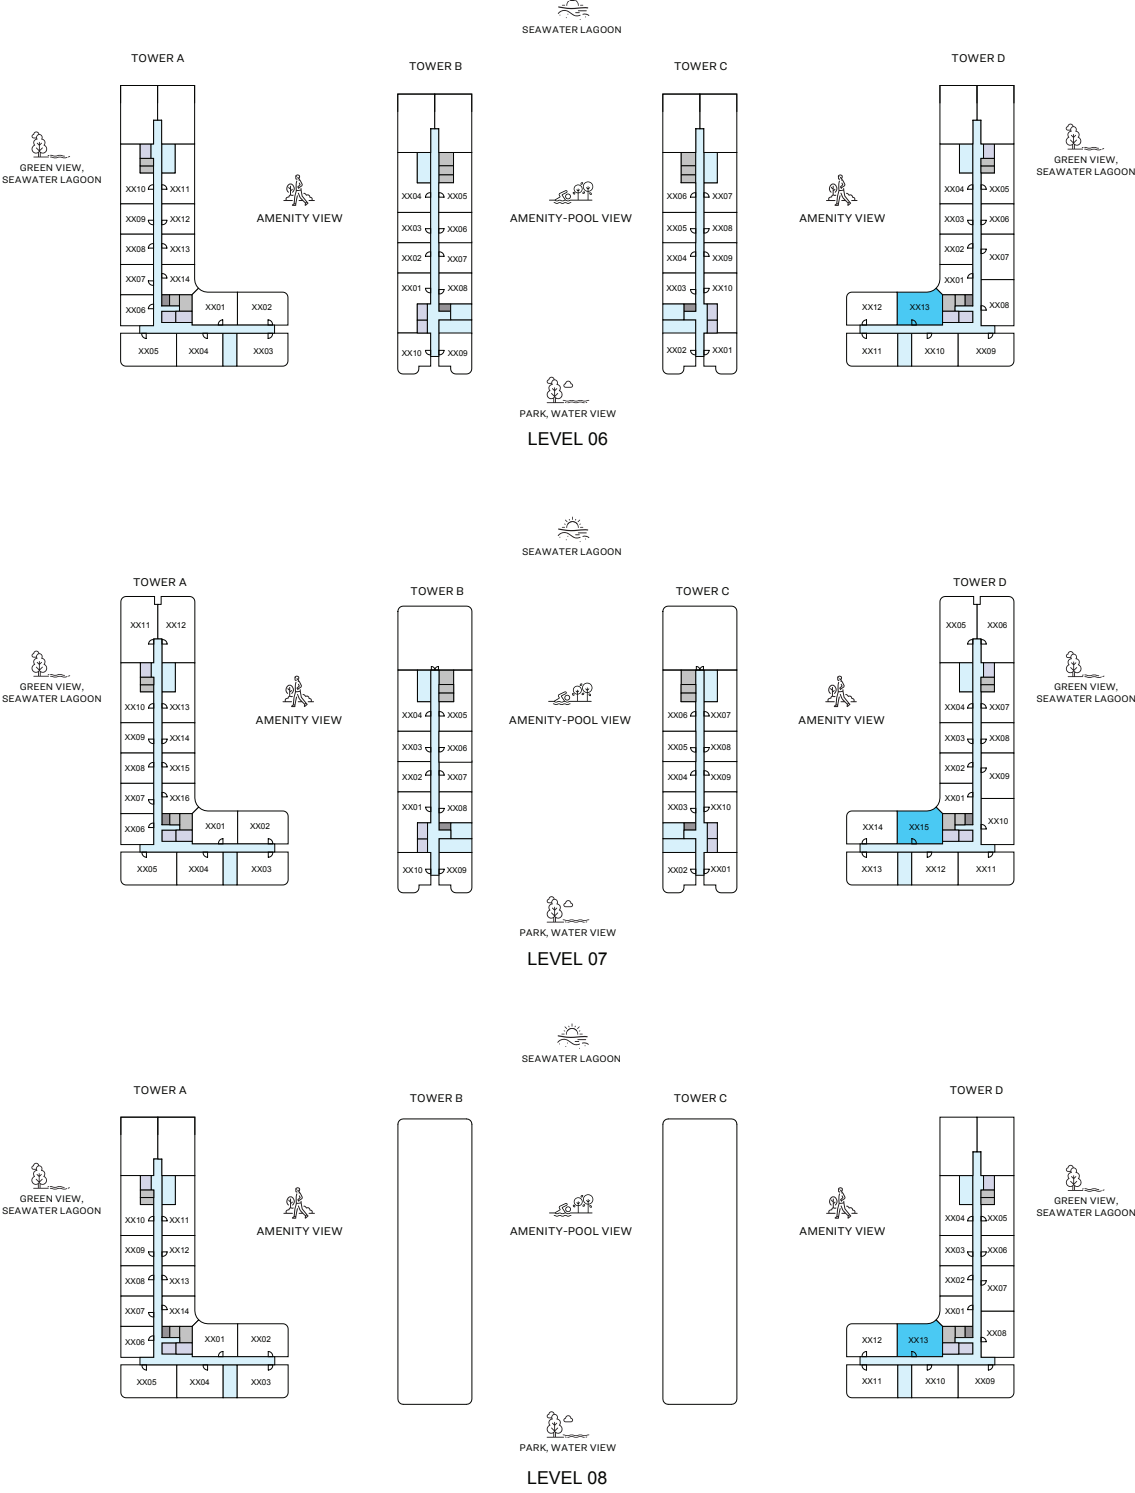 SEAWATER LAGOON
TOWER A
TOWER B
TOWER C
TOWER D
GREEN VIEW,
SEAWATER LAGOON
AMENITY VIEW
AMENITY-POOL VIEW
AMENITY VIEW
GREEN VIEW,
SEAWATER LAGOON
XX10 XX11
XX09 XX12
XX08 XX13
XX07 XX14
XX06 XX01 XX02
XX05 XX04 XX03
XX04 XX05
XX03 XX06
XX02 XX07
XX01 XX08
XX10 XX09
XX06 XX07
XX05 XX08
XX04 XX09
XX03 XX10
XX02 XX01
XX04 XX05
XX03 XX06
XX02 XX07
XX01
XX12 XX13 XX08
XX11 XX10 XX09
PARK, WATER VIEW
LEVEL 06
SEAWATER LAGOON
TOWER A
TOWER B
TOWER C
TOWER D
GREEN VIEW,
SEAWATER LAGOON
AMENITY VIEW
AMENITY-POOL VIEW
AMENITY VIEW
GREEN VIEW,
SEAWATER LAGOON
XX11 XX12
XX10 XX13
XX09 XX14
XX08 XX15
XX07 XX16
XX06 XX01 XX02
XX05 XX04 XX03
XX04 XX05
XX03 XX06
XX02 XX07
XX01 XX08
XX10 XX09
XX06 XX07
XX05 XX08
XX04 XX09
XX03 XX10
XX02 XX01
XX05 XX06
XX04 XX07
XX03 XX08
XX02 XX09
XX01
XX14 XX15 XX10
XX13 XX12 XX11
PARK, WATER VIEW
LEVEL 07
SEAWATER LAGOON
TOWER A
TOWER B
TOWER C
TOWER D
GREEN VIEW,
SEAWATER LAGOON
AMENITY VIEW
AMENITY-POOL VIEW
AMENITY VIEW
GREEN VIEW,
SEAWATER LAGOON
XX10 XX11
XX09 XX12
XX08 XX13
XX07 XX14
XX06 XX01 XX02
XX05 XX04 XX03
XX04 XX05
XX03 XX06
XX02 XX07
XX01
XX12 XX13 XX08
XX11 XX10 XX09
PARK, WATER VIEW
LEVEL 08